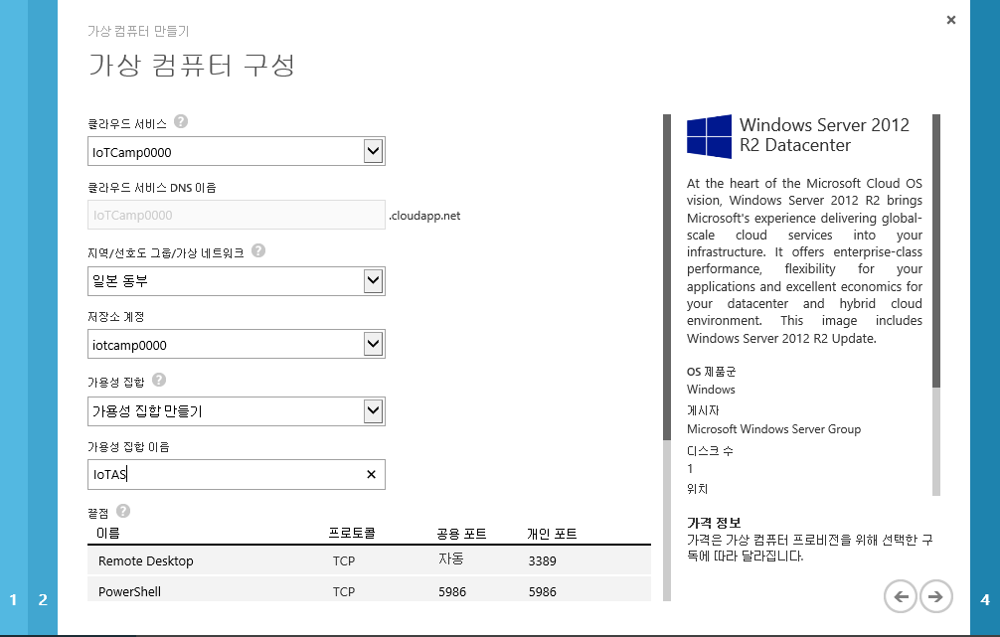 가상 컴퓨터 만들기
가상 컴퓨터 구성
클라우드 서비스 ?
IoTCamp0000
클라우드 서비스 DNS 이름
IoTCamp0000 .cloudapp.net
지역/선호도 그룹/가상 네트워크 ?
일본 동부
저장소 계정
iotcamp0000
가용성 집합 ?
가용성 집합 만들기
가용성 집합 이름
IoTAS
끝점 ?
이름 프로토콜 공용 포트 개인 포트
Remote Desktop TCP 자동 3389
PowerShell TCP 5986 5986
Windows Server 2012
R2 Datacenter
At the heart of the Microsoft Cloud OS
vision, Windows Server 2012 R2 brings
Microsoft's experience delivering global-
scale cloud services into your
infrastructure. It offers enterprise-class
performance, flexibility for your
applications and excellent economics for
your datacenter and hybrid cloud
environment. This image includes
Windows Server 2012 R2 Update.
OS 제품군
Windows
게시자
Microsoft Windows Server Group
디스크 수
1
위치
가격 정보
가격은 가상 컴퓨터 프로비전을 위해 선택한 구
독에 따라 달라집니다.
1 2 4